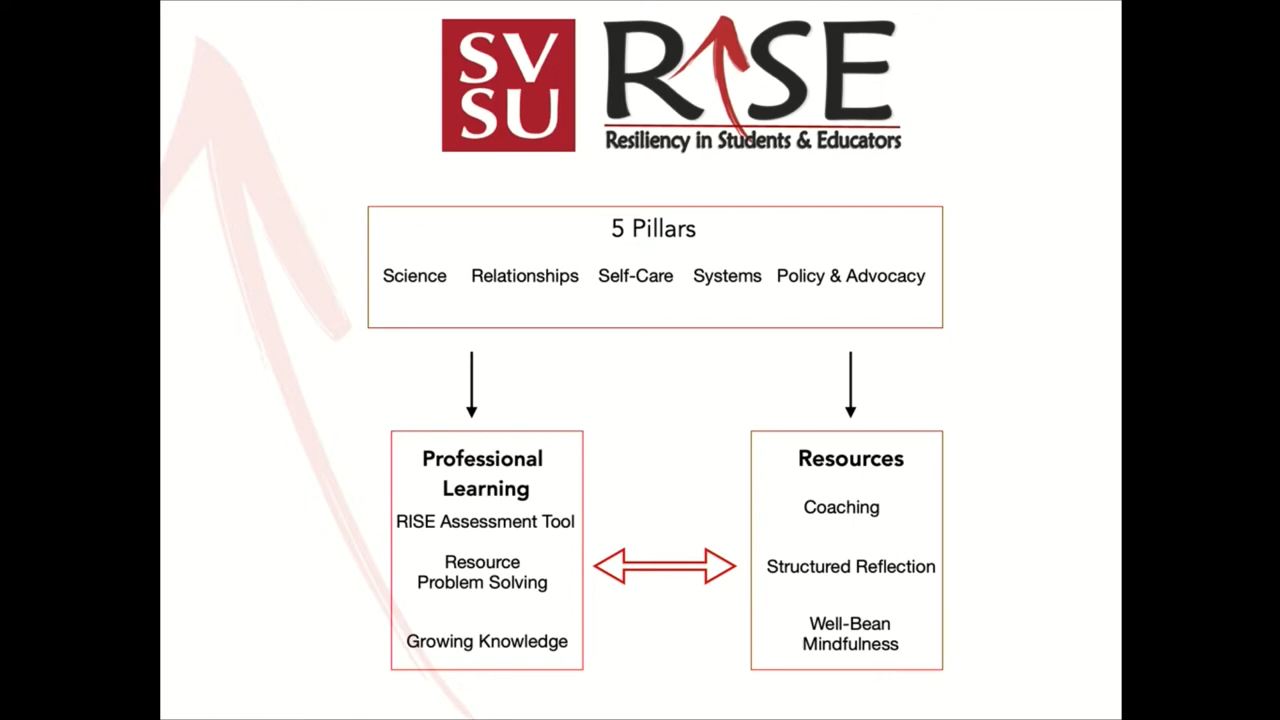 SV
SU
RISE
Resiliency in Students & Educators
5 Pillars
Science Relationships Self-Care Systems Policy & Advocacy
Professional
Learning
RISE Assessment Tool
Resource
Problem Solving
Growing Knowledge
Resources
Coaching
Structured Reflection
Well-Bean
Mindfulness